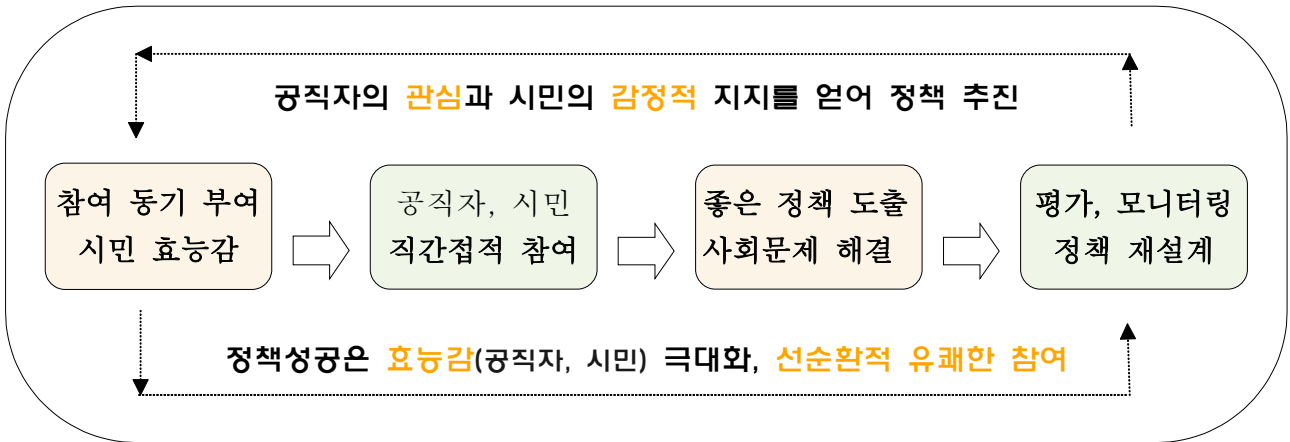 공직자의 관심과 시민의 감정적 지지를 얻어 정책 추진
참여 동기 부여
시민 효능감
공직자, 시민
직간접적 참여
좋은 정책 도출
사회문제 해결
평가, 모니터링
정책 재설계
정책성공은 효능감(공직자, 시민) 극대화, 선순환적 유쾌한 참여